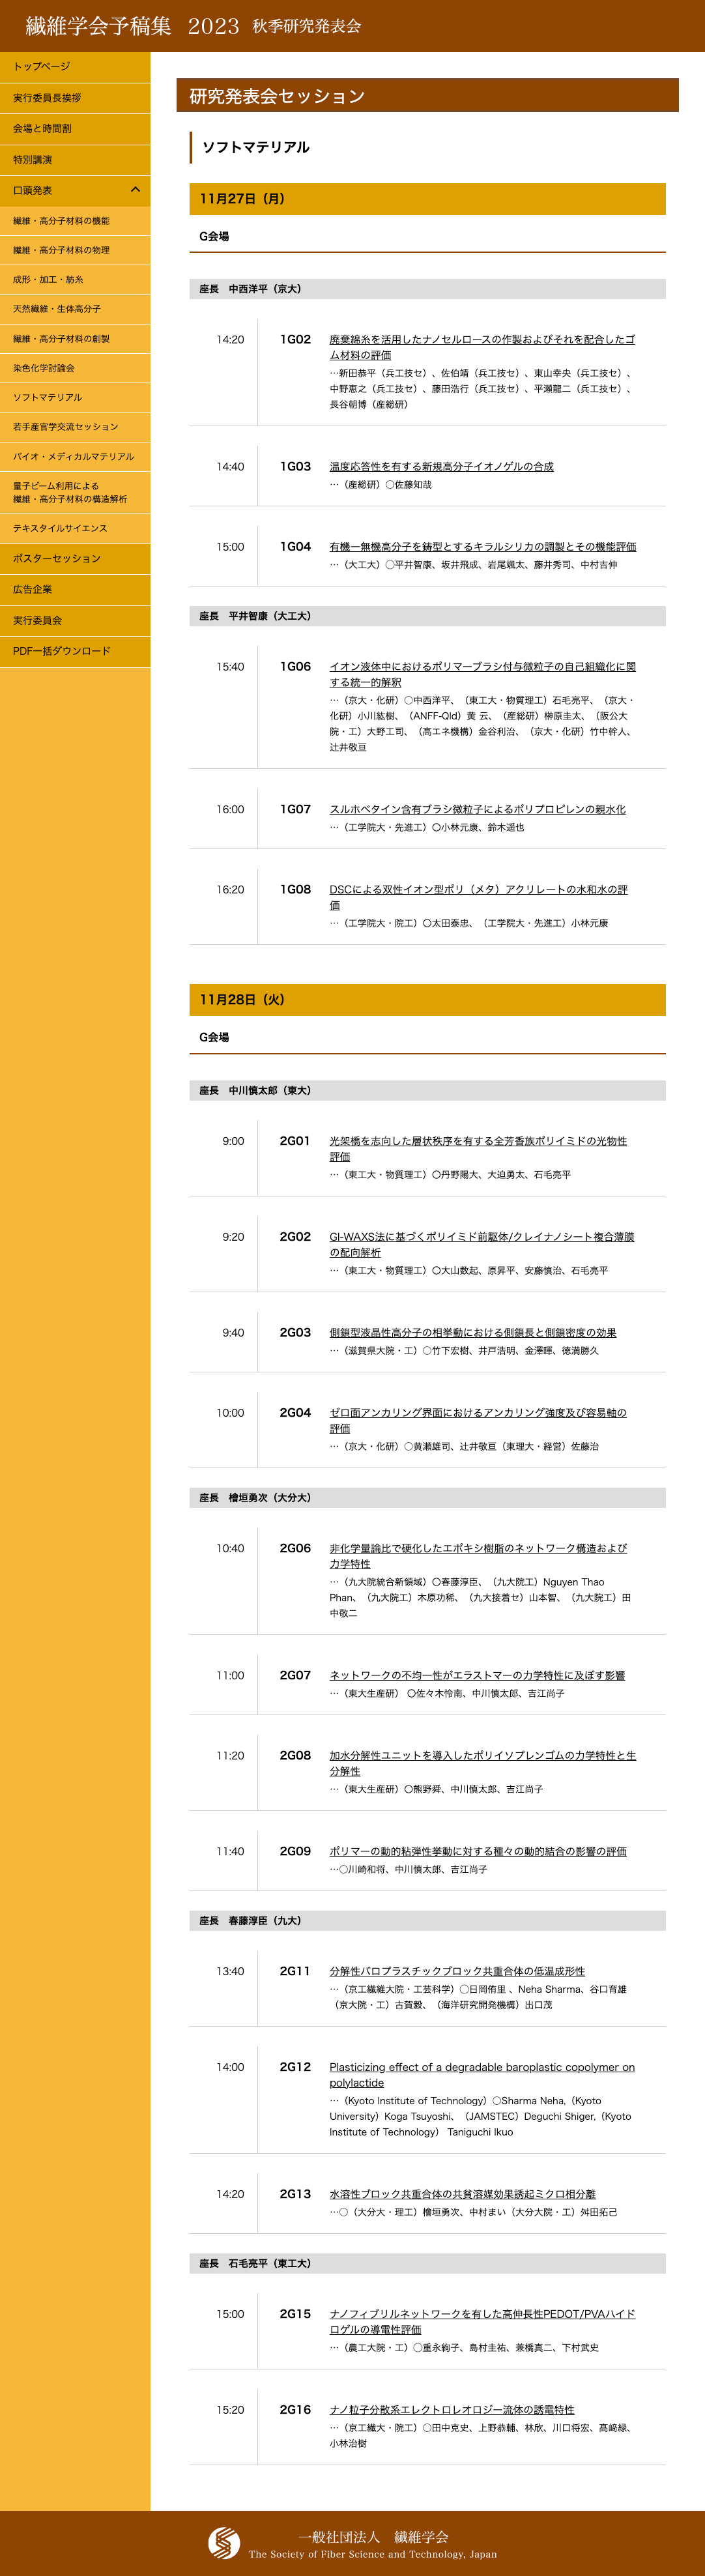 繊維学会予稿集 2023 秋季研究発表会
トップページ
実行委員長挨拶
会場と時間割
特別講演
口頭発表
繊維・高分子材料の機能
繊維・高分子材料の物理
成形・加工・紡糸
天然繊維・生体高分子
繊維・高分子材料の創製
染色化学討論会
ソフトマテリアル
若手産官学交流セッション
バイオ・メディカルマテリアル
量子ビーム利用による
繊維・高分子材料の構造解析
テキスタイルサイエンス
ポスターセッション
広告企業
実行委員会
PDF一括ダウンロード
研究発表会セッション
ソフトマテリアル
11月27日（月）
G会場
座長 中西洋平（京大）
14:20 1G02 廃棄綿糸を活用したナノセルロースの作製およびそれを配合したゴ
ム材料の評価
…新田恭平（兵工技セ）、佐伯靖（兵工技セ）、東山幸央（兵工技セ）、
中野恵之（兵工技セ）、藤田浩行（兵工技セ）、平瀬龍二（兵工技セ）、
長谷朝博（産総研）
14:40 1G03 温度応答性を有する新規高分子イオノゲルの合成
…（産総研）○佐藤知哉
15:00 1G04 有機ー無機高分子を鋳型とするキラルシリカの調製とその機能評価
…（大工大）◯平井智康、坂井飛成、岩尾颯太、藤井秀司、中村吉伸
座長 平井智康（大工大）
15:40 1G06 イオン液体中におけるポリマーブラシ付与微粒子の自己組織化に関
する統一的解釈
…（京大・化研）○中西洋平、（東工大・物質理工）石毛亮平、（京大・
化研）小川紘樹、（ANFF-Qld）黄 云、（産総研）榊原圭太、（阪公大
院・工）大野工司、（高エネ機構）金谷利治、（京大・化研）竹中幹人、
辻井敬亘
16:00 1G07 スルホベタイン含有ブラシ微粒子によるポリプロピレンの親水化
…（工学院大・先進工）〇小林元康、鈴木遥也
16:20 1G08 DSCによる双性イオン型ポリ（メタ）アクリレートの水和水の評
価
…（工学院大・院工）〇太田泰忠、（工学院大・先進工）小林元康
11月28日（火）
G会場
座長 中川慎太郎（東大）
9:00 2G01 光架橋を志向した層状秩序を有する全芳香族ポリイミドの光物性
評価
…（東工大・物質理工）〇丹野陽大、大迫勇太、石毛亮平
9:20 2G02 GI-WAXS法に基づくポリイミド前駆体/クレイナノシート複合薄膜
の配向解析
…（東工大・物質理工）〇大山数起、原昇平、安藤慎治、石毛亮平
9:40 2G03 側鎖型液晶性高分子の相挙動における側鎖長と側鎖密度の効果
…（滋賀県大院・工）○竹下宏樹、井戸浩明、金澤暉、徳満勝久
10:00 2G04 ゼロ面アンカリング界面におけるアンカリング強度及び容易軸の
評価
…（京大・化研）○黄瀬雄司、辻井敬亘（東理大・経営）佐藤治
座長 檜垣勇次（大分大）
10:40 2G06 非化学量論比で硬化したエポキシ樹脂のネットワーク構造および
力学特性
…（九大院統合新領域）〇春藤淳臣、（九大院工）Nguyen Thao
Phan、（九大院工）木原功稀、（九大接着セ）山本智、（九大院工）田
中敬二
11:00 2G07 ネットワークの不均一性がエラストマーの力学特性に及ぼす影響
…（東大生産研） 〇佐々木怜南、中川慎太郎、吉江尚子
11:20 2G08 加水分解性ユニットを導入したポリイソプレンゴムの力学特性と生
分解性
…（東大生産研）〇熊野舜、中川慎太郎、吉江尚子
11:40 2G09 ポリマーの動的粘弾性挙動に対する種々の動的結合の影響の評価
…○川崎和将、中川慎太郎、吉江尚子
座長 春藤淳臣（九大）
13:40 2G11 分解性バロプラスチックブロック共重合体の低温成形性
…（京工繊維大院・工芸科学）◯日岡侑里 、Neha Sharma、谷口育雄
（京大院・工）古賀毅、（海洋研究開発機構）出口茂
14:00 2G12 Plasticizing effect of a degradable baroplastic copolymer on
polylactide
…（Kyoto Institute of Technology）○Sharma Neha,（Kyoto
University）Koga Tsuyoshi、（JAMSTEC）Deguchi Shiger,（Kyoto
Institute of Technology） Taniguchi Ikuo
14:20 2G13 水溶性ブロック共重合体の共貧溶媒効果誘起ミクロ相分離
…○（大分大・理工）檜垣勇次、中村まい（大分大院・工）舛田拓己
座長 石毛亮平（東工大）
15:00 2G15 ナノフィブリルネットワークを有した高伸長性PEDOT/PVAハイド
ロゲルの導電性評価
…（農工大院・工）◯重永絢子、島村圭祐、兼橋真二、下村武史
15:20 2G16 ナノ粒子分散系エレクトロレオロジー流体の誘電特性
…（京工繊大・院工）○田中克史、上野恭輔、林欣、川口将宏、髙﨑緑、
小林治樹
一般社団法人 繊維学会
The Society of Fiber Science and Technology, Japan